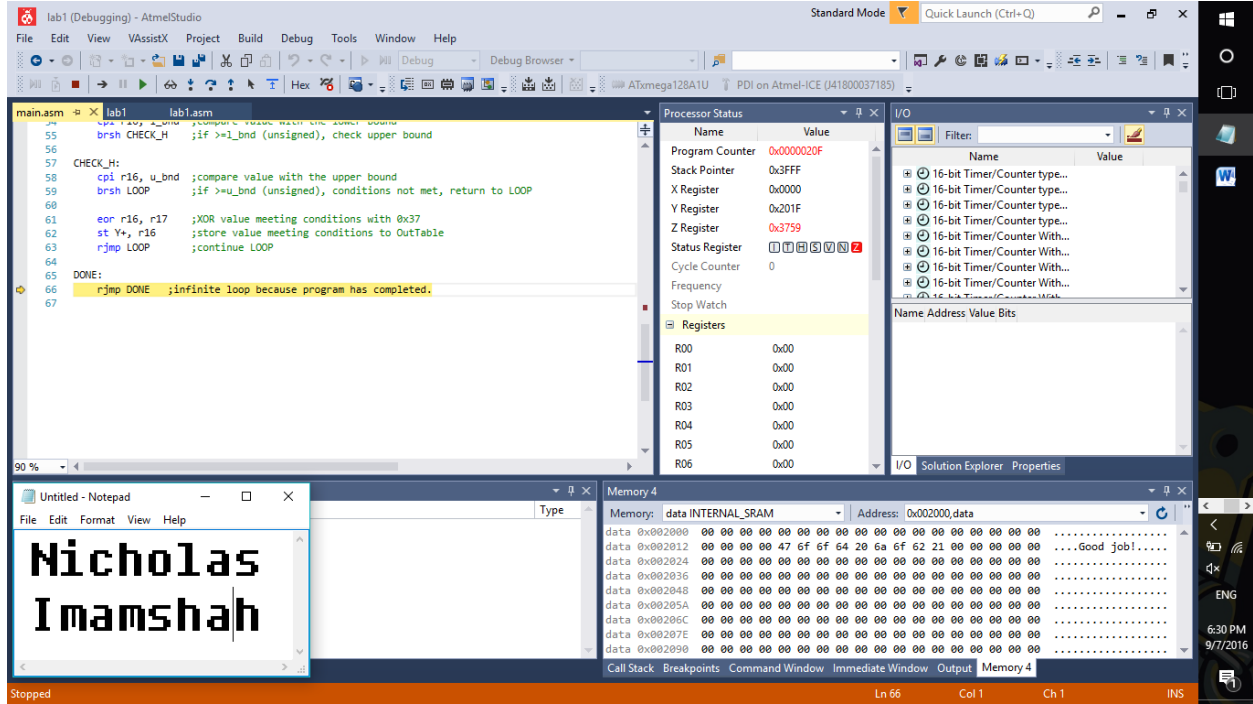 lab1 (Debugging) - AtmelStudio
Standard Mode
Quick Launch (Ctrl+Q)
File Edit View VAssistX Project Build Debug Tools Window Help
Debug Debug Browser
Hex ATxmega128A1U PDI on Atmel-ICE (J41800037185)
main.asm lab1 lab1.asm
54 cpi r16, l_bnd ;compare value with the lower bound
55 brsh CHECK_H ;if >=l_bnd (unsigned), check upper bound
56
57 CHECK_H:
58 cpi r16, u_bnd ;compare value with the upper bound
59 brsh LOOP ;if >=u_bnd (unsigned), conditions not met, return to LOOP
60
61 eor r16, r17 ;XOR value meeting conditions with 0x37
62 st Y+, r16 ;store value meeting conditions to OutTable
63 rjmp LOOP ;continue LOOP
64
65 DONE:
66 rjmp DONE ;infinite loop because program has completed.
67
90 %
Processor Status
Name Value
Program Counter 0x0000020F
Stack Pointer 0x3FFF
X Register 0x0000
Y Register 0x201F
Z Register 0x3759
Status Register I T H S V N Z
Cycle Counter 0
Frequency
Stop Watch
Registers
R00 0x00
R01 0x00
R02 0x00
R03 0x00
R04 0x00
R05 0x00
R06 0x00
I/O
Filter:
Name Value
16-bit Timer/Counter type...
16-bit Timer/Counter type...
16-bit Timer/Counter type...
16-bit Timer/Counter type...
16-bit Timer/Counter With...
16-bit Timer/Counter With...
16-bit Timer/Counter With...
16-bit Timer/Counter With...
16-bit Timer/Counter With...
Name Address Value Bits
I/O Solution Explorer Properties
Untitled - Notepad
File Edit Format View Help
Nicholas
Imamshah
Type
Memory 4
Memory: data INTERNAL_SRAM Address: 0x002000,data
data 0x002000 00 00 00 00 00 00 00 00 00 00 00 00 00 00 00 00 00 00 ..................
data 0x002012 00 00 00 00 47 6f 6f 64 20 6a 6f 62 21 00 00 00 00 00 ....Good job!.....
data 0x002024 00 00 00 00 00 00 00 00 00 00 00 00 00 00 00 00 00 00 ..................
data 0x002036 00 00 00 00 00 00 00 00 00 00 00 00 00 00 00 00 00 00 ..................
data 0x002048 00 00 00 00 00 00 00 00 00 00 00 00 00 00 00 00 00 00 ..................
data 0x00205A 00 00 00 00 00 00 00 00 00 00 00 00 00 00 00 00 00 00 ..................
data 0x00206C 00 00 00 00 00 00 00 00 00 00 00 00 00 00 00 00 00 00 ..................
data 0x00207E 00 00 00 00 00 00 00 00 00 00 00 00 00 00 00 00 00 00 ..................
data 0x002090 00 00 00 00 00 00 00 00 00 00 00 00 00 00 00 00 00 00 ..................
Call Stack Breakpoints Command Window Immediate Window Output Memory 4
Stopped Ln 66 Col 1 Ch 1 INS
ENG
6:30 PM
9/7/2016
1